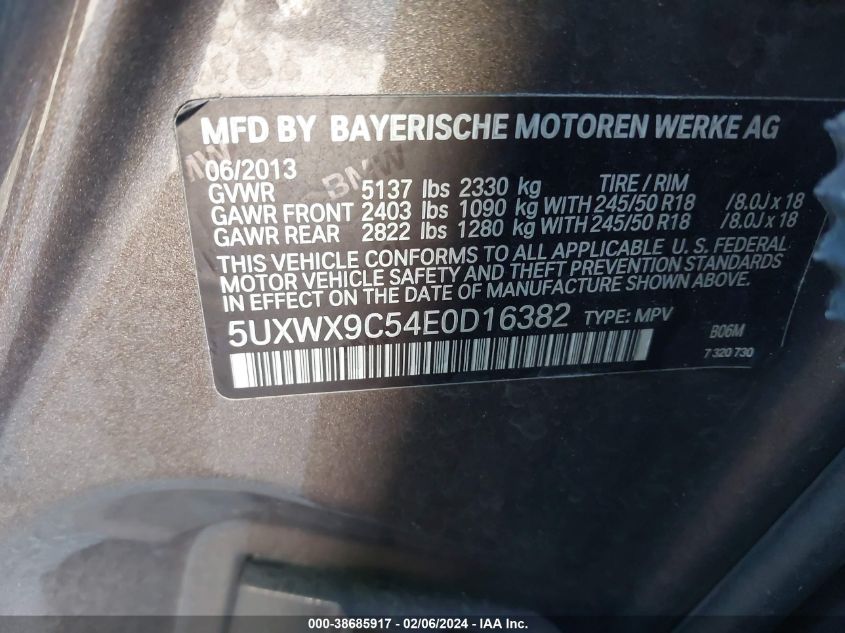 MFD BY BAYERISCHE MOTOREN WERKE AG
06/2013
GVWR 5137 lbs 2330 kg TIRE / RIM
GAWR FRONT 2403 lbs 1090 kg WITH 245/50 R18 /8.0J x 18
GAWR REAR 2822 lbs 1280 kg WITH 245/50 R18 /8.0J x 18
THIS VEHICLE CONFORMS TO ALL APPLICABLE U. S. FEDERAL
MOTOR VEHICLE SAFETY AND THEFT PREVENTION STANDARDS
IN EFFECT ON THE DATE OF MANUFACTURE SHOWN ABOVE.
5UXWX9C54E0D16382 TYPE: MPV
B06M
7 320 730
BMW
000-38685917 - 02/06/2024 - IAA Inc.